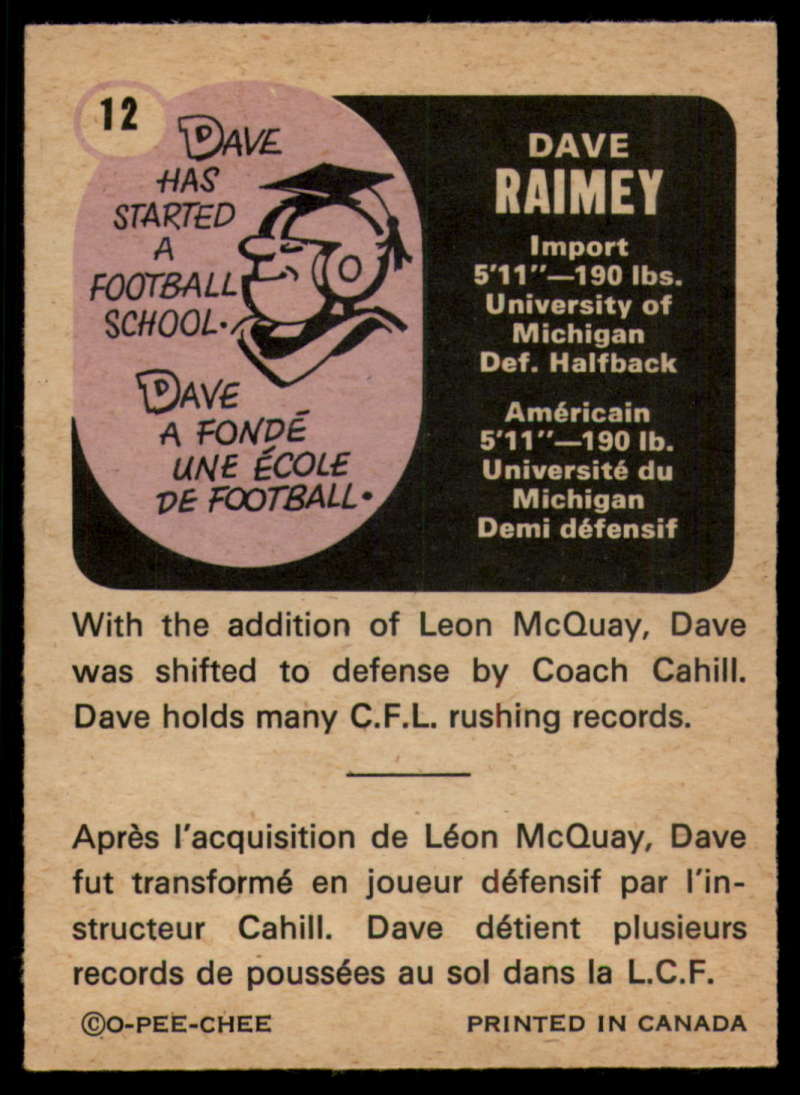 12
DAVE
HAS
STARTED
A
FOOTBALL
SCHOOL.
DAVE
A FONDÉ
UNE ÉCOLE
DE FOOTBALL.
DAVE
RAIMEY
Import
5'11"—190 lbs.
University of
Michigan
Def. Halfback
Américain
5'11"—190 lb.
Université du
Michigan
Demi défensif
With the addition of Leon McQuay, Dave
was shifted to defense by Coach Cahill.
Dave holds many C.F.L. rushing records.
Après l'acquisition de Léon McQuay, Dave
fut transformé en joueur défensif par l'in-
structeur Cahill. Dave détient plusieurs
records de poussées au sol dans la L.C.F.
©O-PEE-CHEE
PRINTED IN CANADA